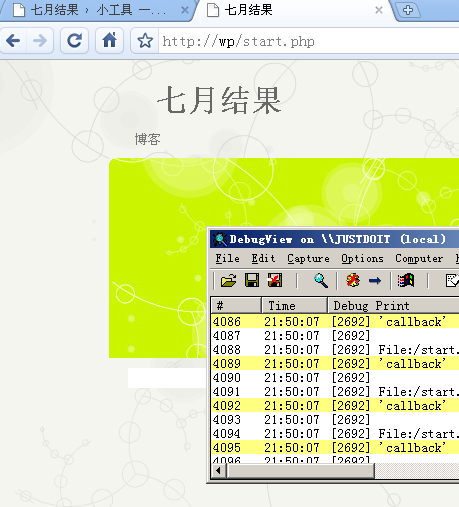 七月结果 › 小工具 一...
七月结果
http://wp/start.php
七月结果
博客
DebugView on \\JUSTDOIT (local)
File Edit Capture Options Computer
# Time Debug Print
4086 21:50:07 [2692] 'callback'
4087 21:50:07 [2692]
4088 21:50:07 [2692] File:/start.
4089 21:50:07 [2692] 'callback'
4090 21:50:07 [2692]
4091 21:50:07 [2692] File:/start.
4092 21:50:07 [2692] 'callback'
4093 21:50:07 [2692]
4094 21:50:07 [2692] File:/start.
4095 21:50:07 [2692] 'callback'
4096 21:50:07 [2692]